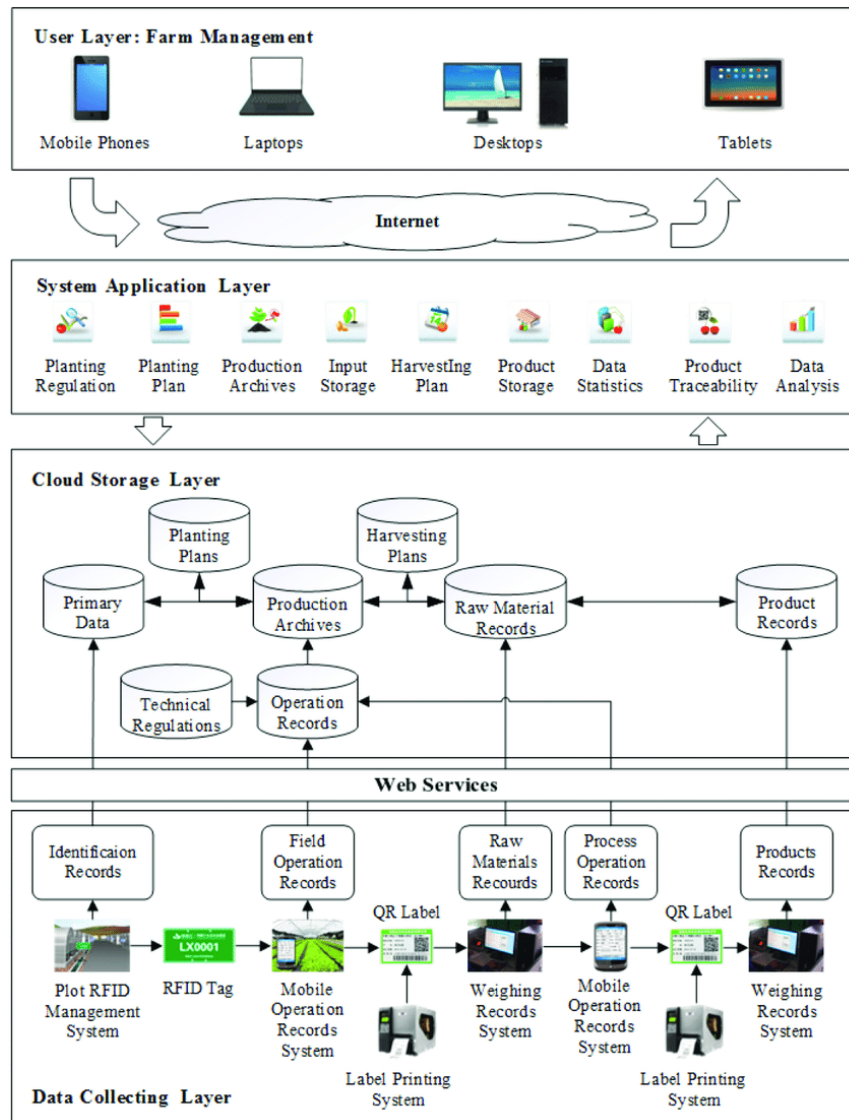 User Layer: Farm Management
Mobile Phones
Laptops
Desktops
Tablets
Internet
System Application Layer
Planting
Regulation
Planting
Plan
Production
Archives
Input
Storage
HarvestIng
Plan
Product
Storage
Data
Statistics
Product
Traceability
Data
Analysis
Cloud Storage Layer
Planting
Plans
Harvesting
Plans
Primary
Data
Production
Archives
Raw Material
Records
Product
Records
Technical
Regulations
Operation
Records
Web Services
Identificaion
Records
Field
Operation
Records
Raw
Materials
Recourds
Process
Operation
Records
Products
Records
QR Label
QR Label
LX0001
Plot RFID
Management
System
RFID Tag
Mobile
Operation
Records
System
Weighing
Records
System
Mobile
Operation
Records
System
Weighing
Records
System
Label Printing
System
Label Printing
System
Data Collecting Layer